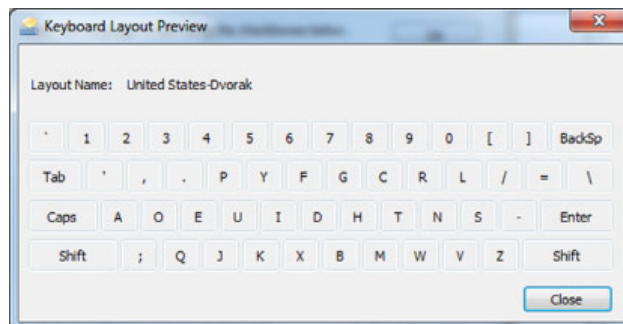 Keyboard Layout Preview
Layout Name: United States-Dvorak
` 1 2 3 4 5 6 7 8 9 0 [ ] BackSp
Tab ' , . P Y F G C R L / = \
Caps A O E U I D H T N S - Enter
Shift ; Q J K X B M W V Z Shift
Close